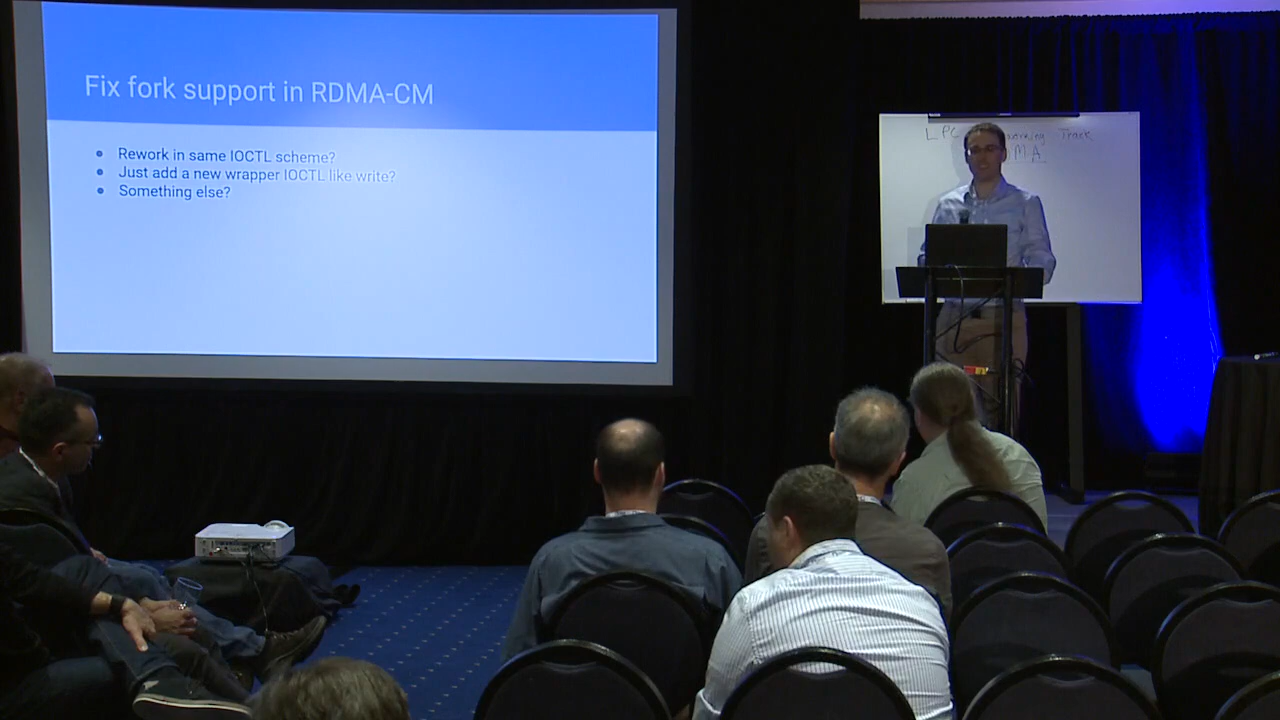 Fix fork support in RDMA-CM
Rework in same IOCTL scheme?
Just add a new wrapper IOCTL like write?
Something else?
LPC
Track
MA